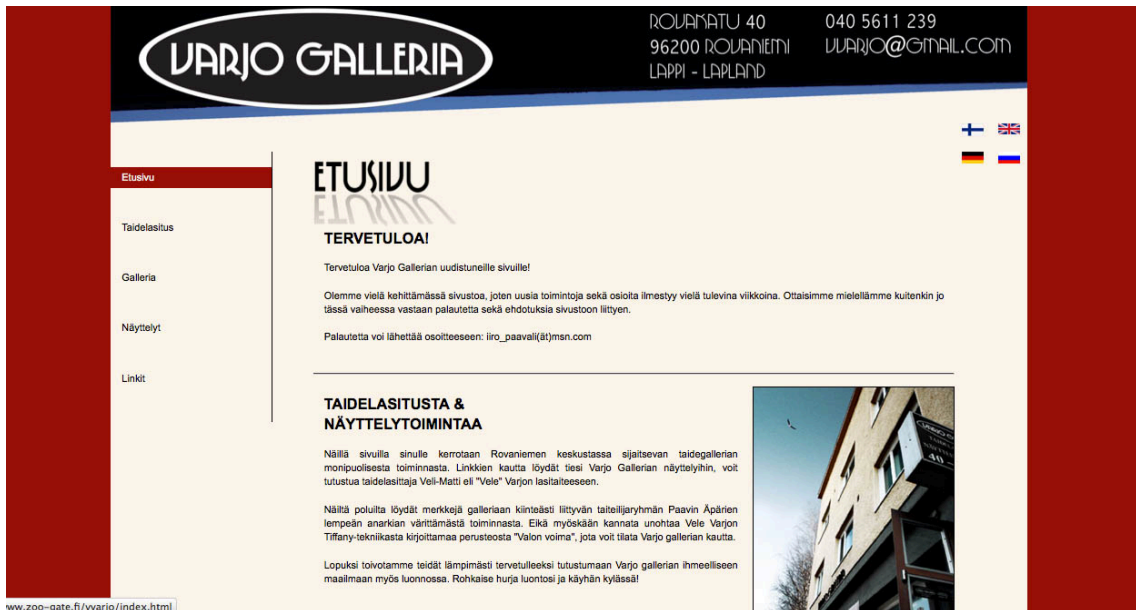 VARJO GALLERIA
ROVAKATU 40
96200 ROVANIEMI
LAPPI - LAPLAND
040 5611 239
VVARJO@GMAIL.COM
Etusivu
Taidelasitus
Galleria
Näyttelyt
Linkit
ETUSIVU
TERVETULOA!
Tervetuloa Varjo Gallerian uudistuneille sivuille!
Olemme vielä kehittämässä sivustoa, joten uusia toimintoja sekä osioita ilmestyy vielä tulevina viikkoina. Ottaisimme mielellämme kuitenkin jo
tässä vaiheessa vastaan palautetta sekä ehdotuksia sivustoon liittyen.
Palautetta voi lähettää osoitteeseen: iiro_paavali(ät)msn.com
TAIDELASITUSTA &
NÄYTTELYTOIMINTAA
Näillä sivuilla sinulle kerrotaan Rovaniemen keskustassa sijaitsevan taidegallerian
monipuolisesta toiminnasta. Linkkien kautta löydät tiesi Varjo Gallerian näyttelyihin, voit
tutustua taidelasittaja Veli-Matti eli "Vele" Varjon lasitaiteeseen.
Näiltä poluilta löydät merkkejä galleriaan kiinteästi liittyvän taiteilijaryhmän Paavin Äpärien
lempeän anarkian värittämästä toiminnasta. Eikä myöskään kannata unohtaa Vele Varjon
Tiffany-tekniikasta kirjoittamaa perusteosta "Valon voima", jota voit tilata Varjo gallerian kautta.
Lopuksi toivotamme teidät lämpimästi tervetulleeksi tutustumaan Varjo gallerian ihmeelliseen
maailmaan myös luonnossa. Rohkaise hurja luontosi ja käyhän kylässä!
40
www.zoo-gate.fi/vvarjo/index.html